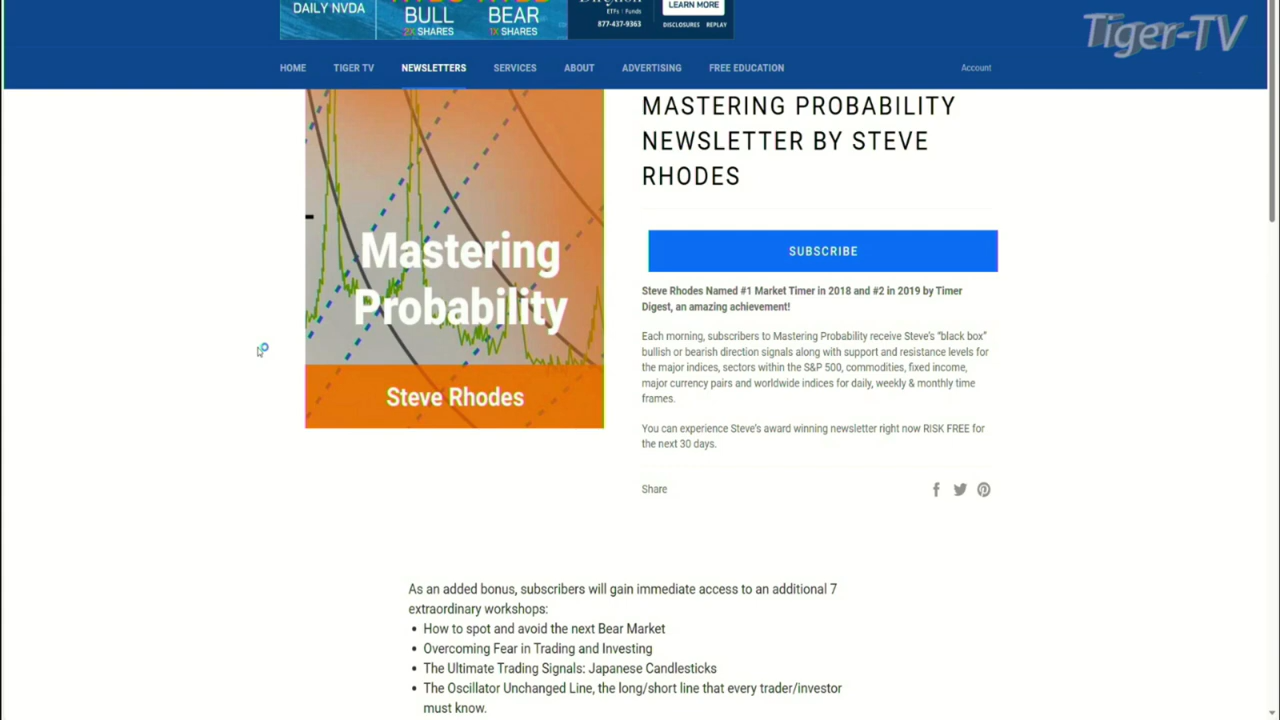 DAILY NVDA
BULL
2X SHARES
BEAR
1X SHARES
Direxion
ETFs | Funds
877-437-9363
LEARN MORE
DISCLOSURES REPLAY
Tiger-TV
HOME TIGER TV NEWSLETTERS SERVICES ABOUT ADVERTISING FREE EDUCATION Account
Mastering
Probability
Steve Rhodes
MASTERING PROBABILITY
NEWSLETTER BY STEVE
RHODES
SUBSCRIBE
Steve Rhodes Named #1 Market Timer in 2018 and #2 in 2019 by Timer
Digest, an amazing achievement!
Each morning, subscribers to Mastering Probability receive Steve's “black box”
bullish or bearish direction signals along with support and resistance levels for
the major indices, sectors within the S&P 500, commodities, fixed income,
major currency pairs and worldwide indices for daily, weekly & monthly time
frames.
You can experience Steve's award winning newsletter right now RISK FREE for
the next 30 days.
Share
As an added bonus, subscribers will gain immediate access to an additional 7
extraordinary workshops:
• How to spot and avoid the next Bear Market
• Overcoming Fear in Trading and Investing
• The Ultimate Trading Signals: Japanese Candlesticks
• The Oscillator Unchanged Line, the long/short line that every trader/investor
must know.